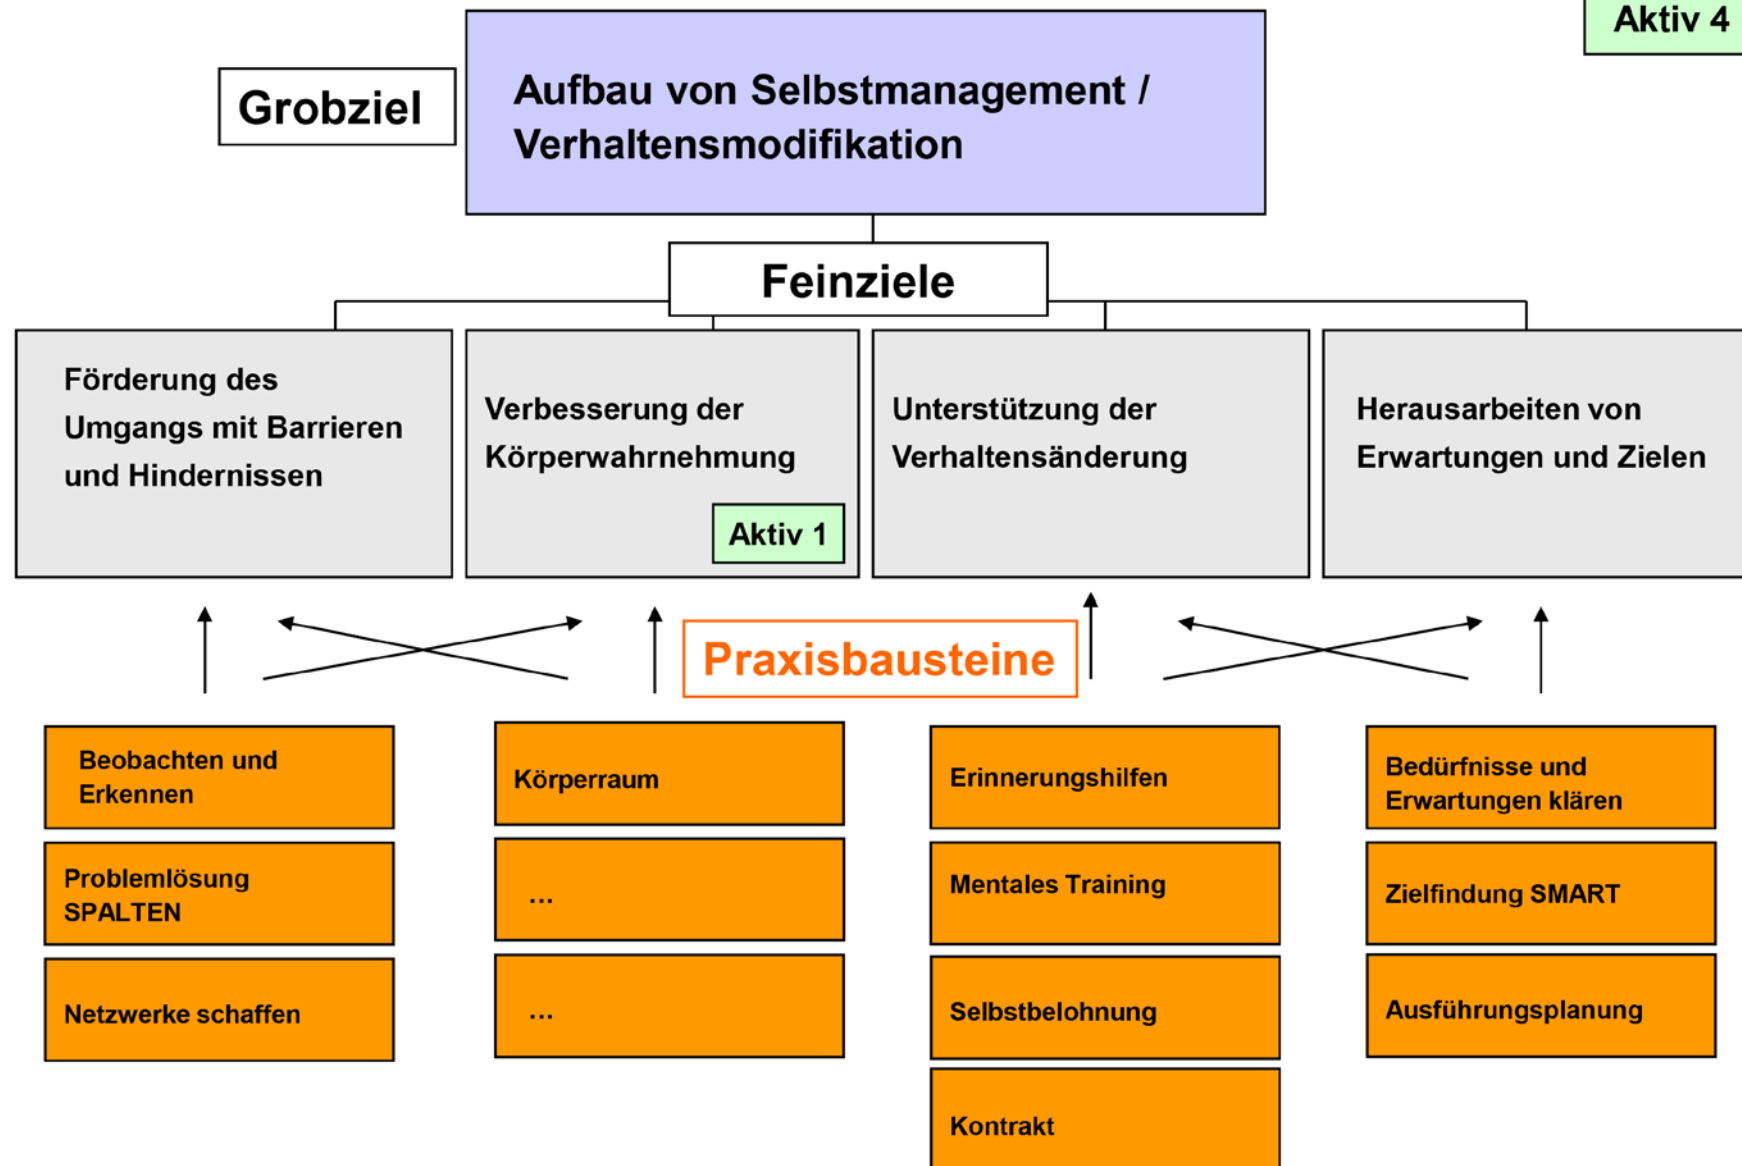 Aktiv 4
Grobziel
Aufbau von Selbstmanagement /
Verhaltensmodifikation
Feinziele
Förderung des
Umgangs mit Barrieren
und Hindernissen
Verbesserung der
Körperwahrnehmung
Aktiv 1
Unterstützung der
Verhaltensänderung
Herausarbeiten von
Erwartungen und Zielen
Praxisbausteine
Beobachten und
Erkennen
Problemlösung
SPALTEN
Netzwerke schaffen
Körperraum
...
...
Erinnerungshilfen
Mentales Training
Selbstbelohnung
Kontrakt
Bedürfnisse und
Erwartungen klären
Zielfindung SMART
Ausführungsplanung